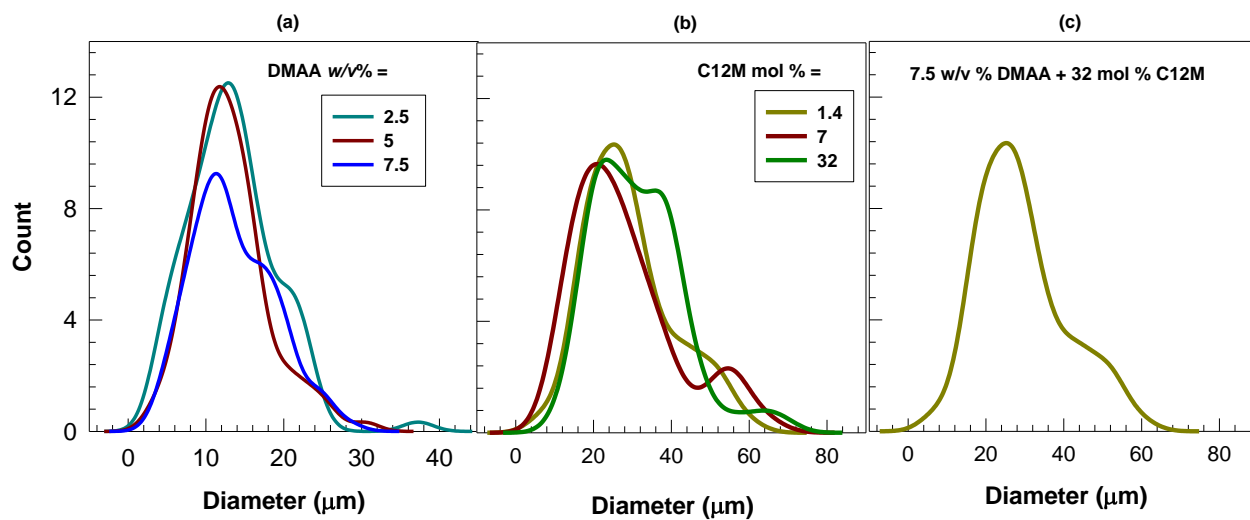 (a)
(b)
(c)
DMAA w/v% =
2.5
5
7.5
C12M mol % =
1.4
7
32
7.5 w/v % DMAA + 32 mol % C12M
Count
12
8
4
0
0 10 20 30 40
0 20 40 60 80
0 20 40 60 80
Diameter (μm)
Diameter (μm)
Diameter (μm)